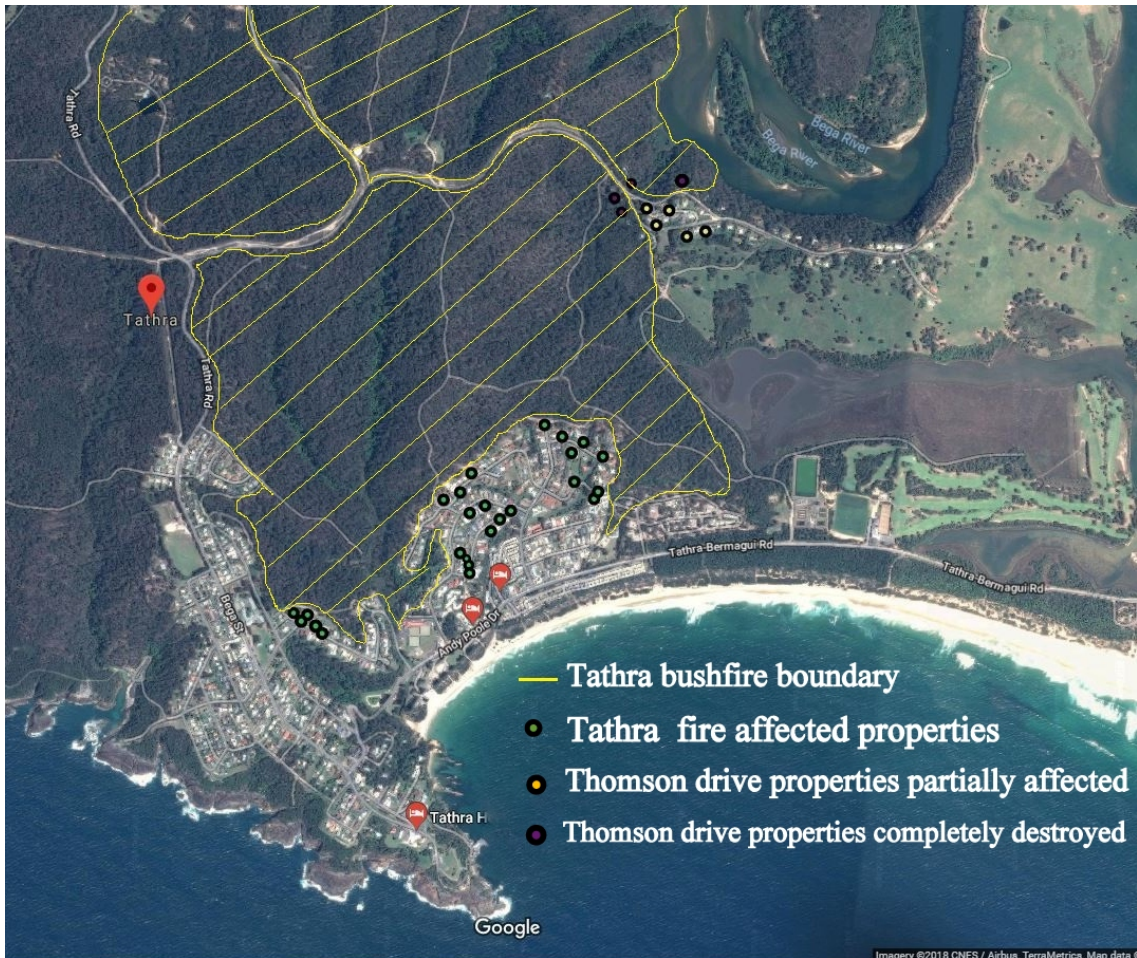 Tathra Rd
Bega River
Bega River
Tathra
Tathra Rd
Tathra-Bermagui Rd
Tathra-Bermagui Rd
Bega St
Andy Poole Dr
Tathra bushfire boundary
Tathra fire affected properties
Thomson drive properties partially affected
Tathra H
Thomson drive properties completely destroyed
Google
Imagery ©2018 CNES / Airbus, TerraMetrics, Map data